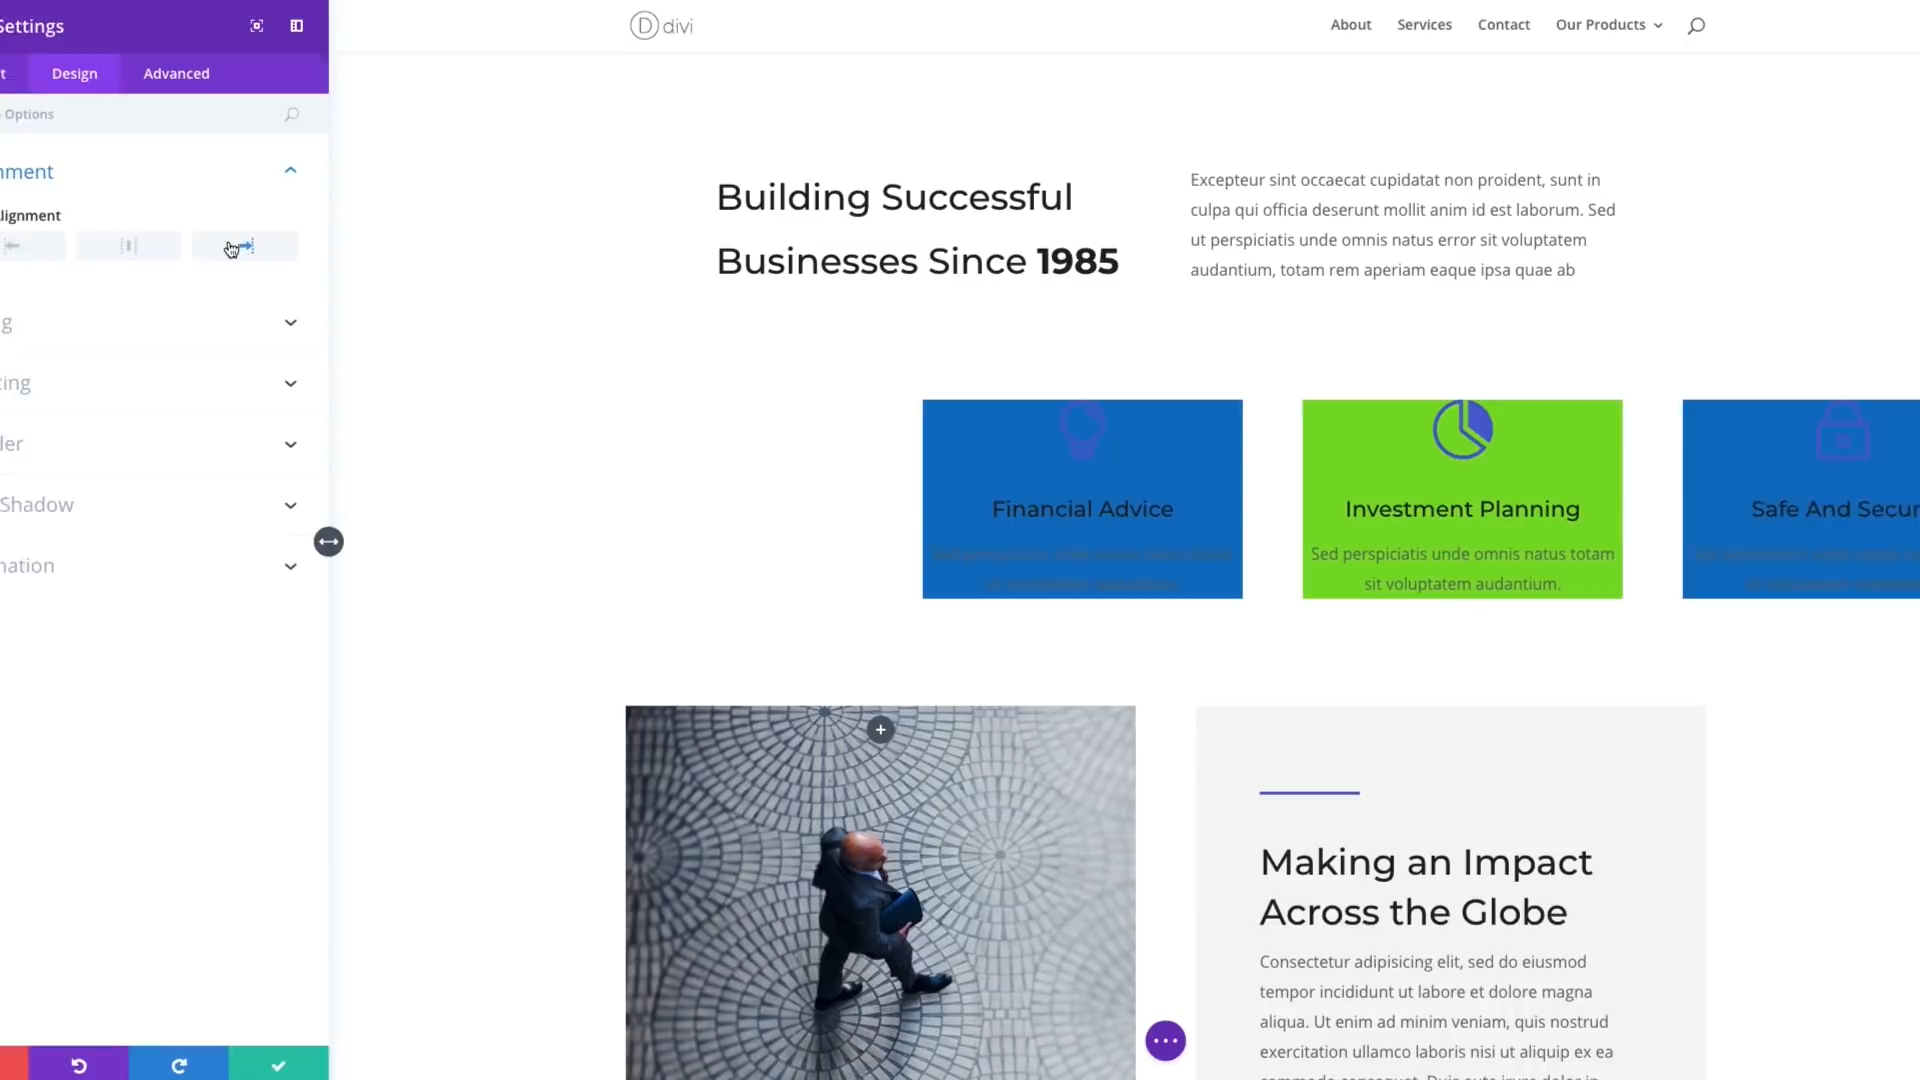 Settings
t
Design
Advanced
Options
nment
lignment
g
cing
ler
Shadow
nation
D divi
About
Services
Contact
Our Products
Building Successful
Businesses Since 1985
Excepteur sint occaecat cupidatat non proident, sunt in
culpa qui officia deserunt mollit anim id est laborum. Sed
ut perspiciatis unde omnis natus error sit voluptatem
audantium, totam rem aperiam eaque ipsa quae ab
Financial Advice
Investment Planning
Sed perspiciatis unde omnis natus totam
sit voluptatem audantium.
Safe And Secur
Making an Impact
Across the Globe
Consectetur adipisicing elit, sed do eiusmod
tempor incididunt ut labore et dolore magna
aliqua. Ut enim ad minim veniam, quis nostrud
exercitation ullamco laboris nisi ut aliquip ex ea